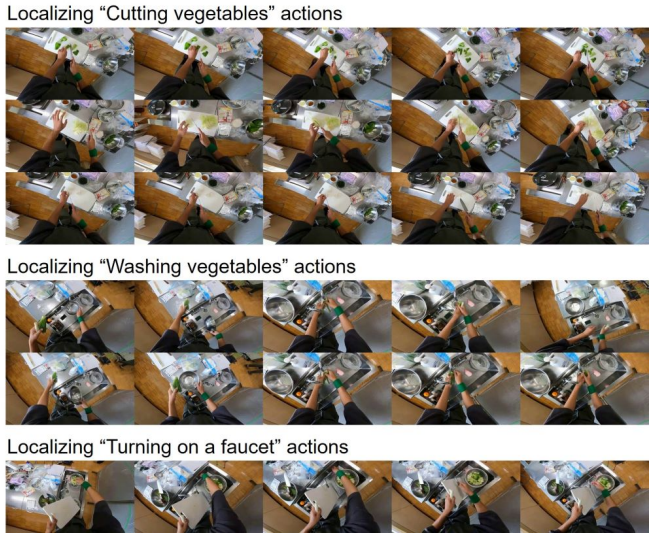 Localizing “Cutting vegetables” actions
Localizing “Washing vegetables” actions
Localizing “Turning on a faucet” actions